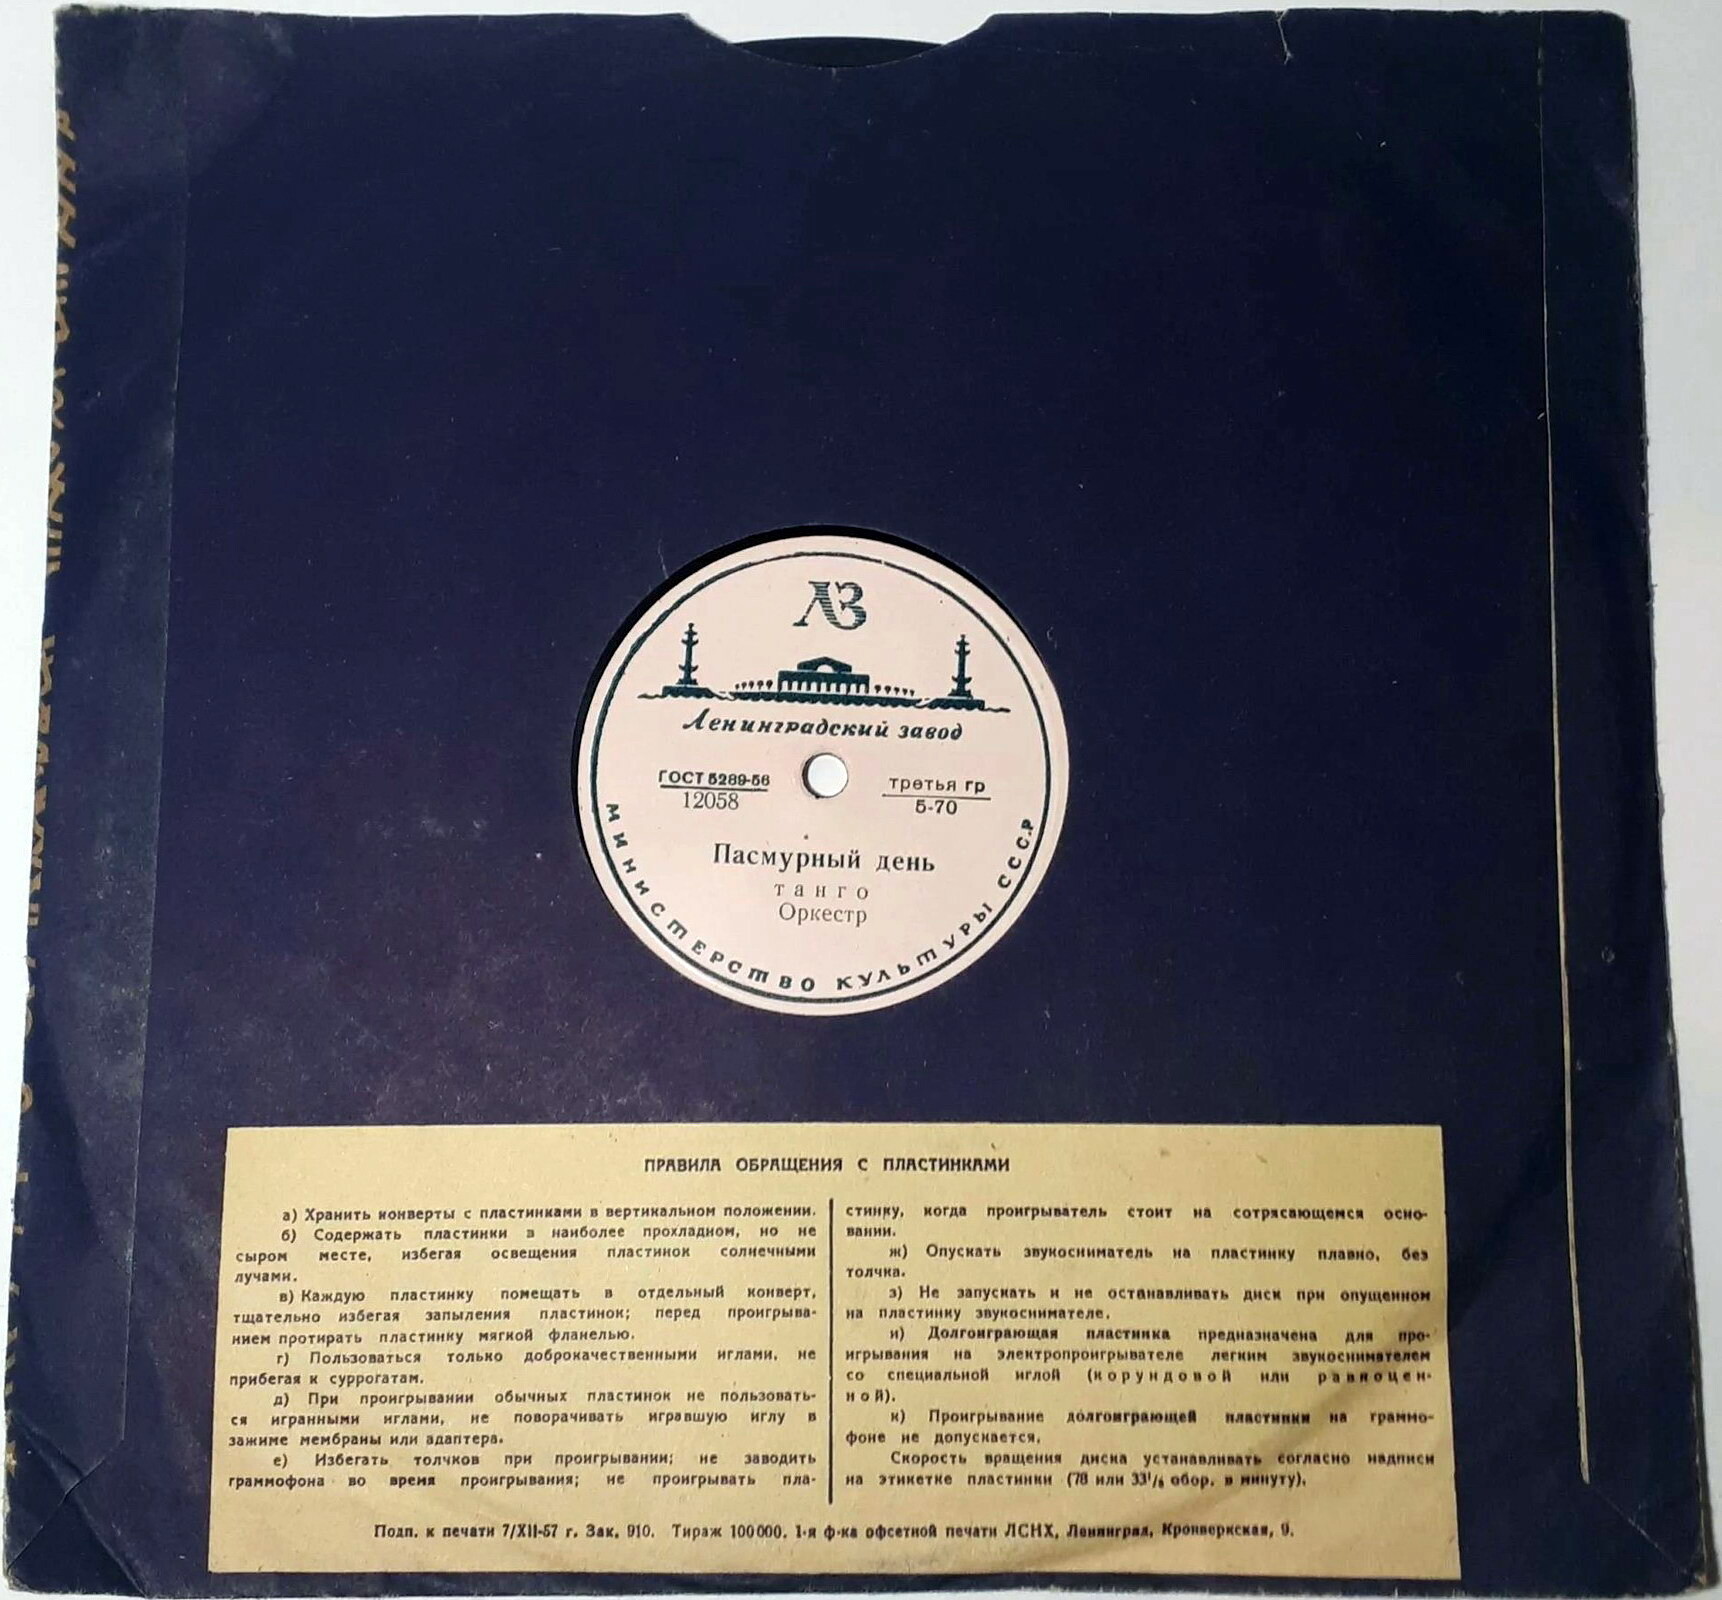 ЛЗ
Ленинградский завод
ГОСТ 5289-56
12058
третья гр
5-70
Пасмурный день
танго
Оркестр
МИНИСТЕРСТВО КУЛЬТУРЫ СССР
ПРАВИЛА ОБРАЩЕНИЯ С ПЛАСТИНКАМИ
а) Хранить конверты с пластинками в вертикальном положении.
б) Содержать пластинки в наиболее прохладном, но не
сыром месте, избегая освещения пластинок солнечными
лучами.
в) Каждую пластинку помещать в отдельный конверт,
тщательно избегая запыления пластинок; перед проигрыва-
нием протирать пластинку мягкой фланелью.
г) Пользоваться только доброкачественными иглами, не
прибегая к суррогатам.
д) При проигрывании обычных пластинок не пользовать-
ся игранными иглами, не поворачивать игравшую иглу в
зажиме мембраны или адаптера.
е) Избегать толчков при проигрывании; не заводить
граммофона во время проигрывания; не проигрывать пла-
стинку, когда проигрыватель стоит на сотрясающемся осно-
вании.
ж) Опускать звукосниматель на пластинку плавно, без
толчка.
з) Не запускать и не останавливать диск при опущенном
на пластинку звукоснимателе.
и) Долгоиграющая пластинка предназначена для про-
игрывания на электропроигрывателе легким звукоснимателем
со специальной иглой (корундовой или равноцен-
ной).
к) Проигрывание долгоиграющей пластинки на граммо-
фоне не допускается.
Скорость вращения диска устанавливать согласно надписи
на этикетке пластинки (78 или 33¹/₃ обор. в минуту).
Подп. к печати 7/XII-57 г. Зак. 910. Тираж 100000. 1-я ф-ка офсетной печати ЛСНХ, Ленинград, Кронверкская, 9.